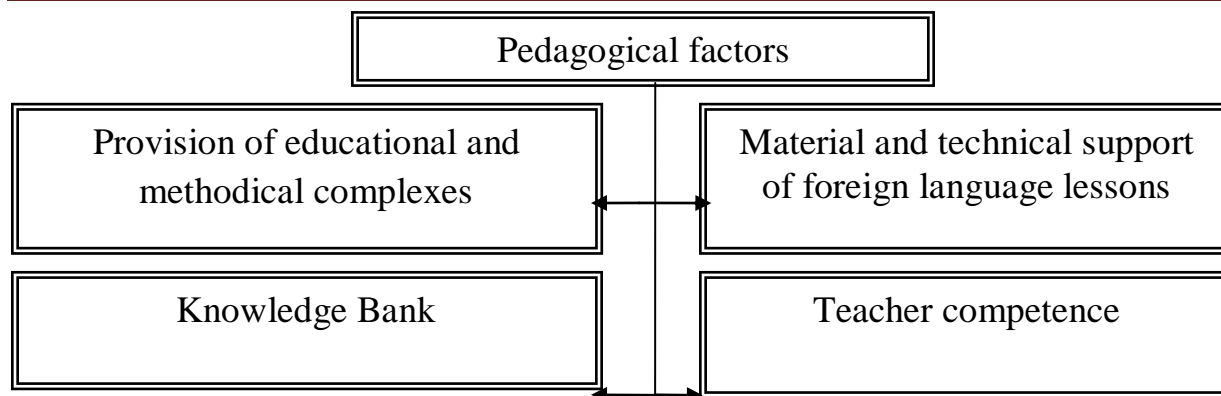 Pedagogical factors
Provision of educational and
methodical complexes
Material and technical support
of foreign language lessons
Knowledge Bank
Teacher competence